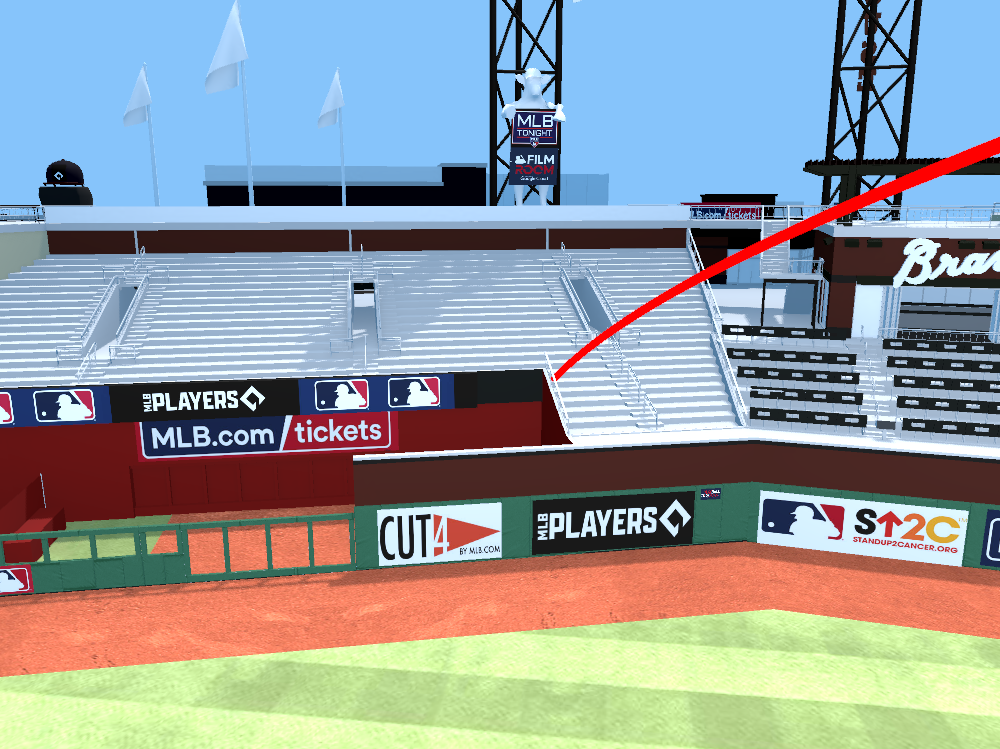 MLB
TONIGHT
FILM
ROOM
MLB.com/tickets
Bra
MLB PLAYERS
MLB.com/tickets
CUT4
BY MLB.COM
MLB PLAYERS
S↑2C
STANDUP2CANCER.ORG